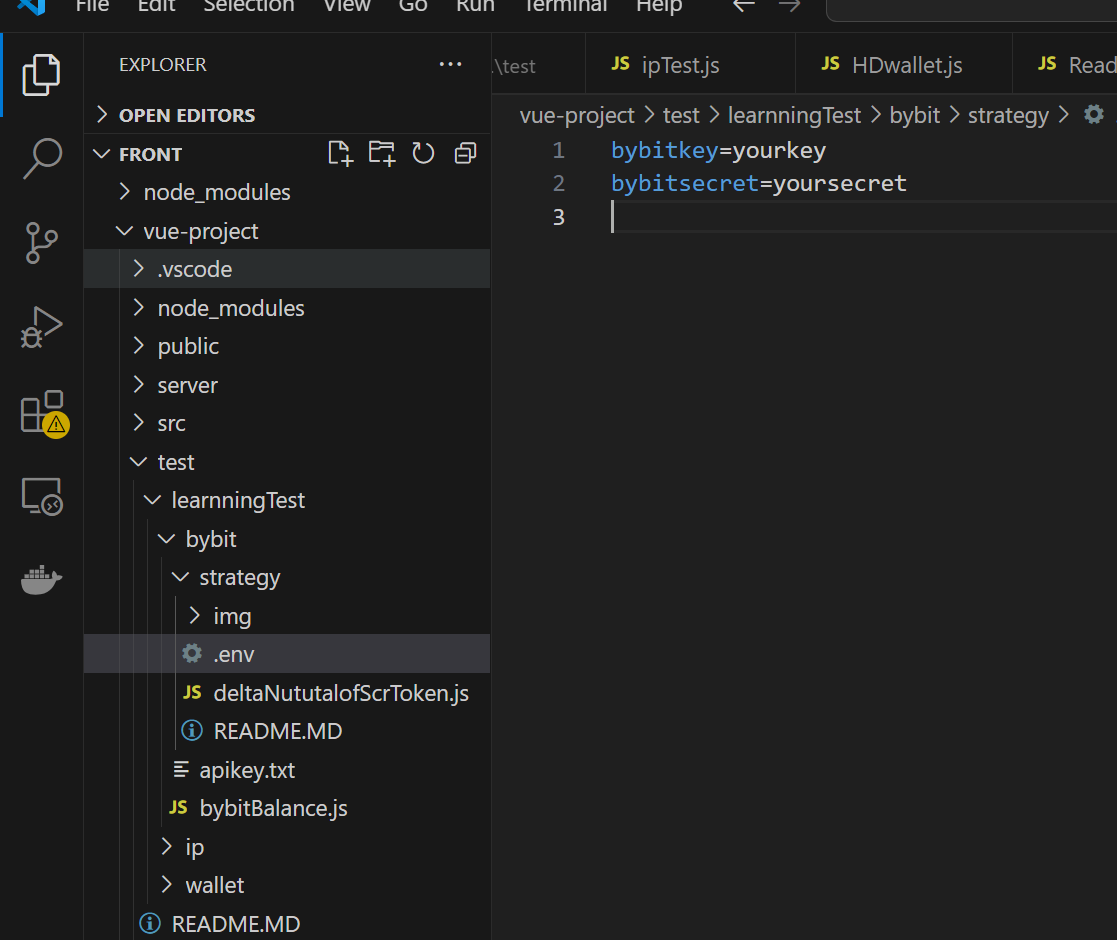 File Edit Selection View Go Run Terminal Help
EXPLORER
OPEN EDITORS
FRONT
node_modules
vue-project
.vscode
node_modules
public
server
src
test
learnningTest
bybit
strategy
img
.env
JS deltaNututalofScrToken.js
README.MD
apikey.txt
JS bybitBalance.js
ip
wallet
README.MD
.\test JS ipTest.js JS HDwallet.js JS Read
vue-project > test > learnningTest > bybit > strategy >
1 bybitkey=yourkey
2 bybitsecret=yoursecret
3